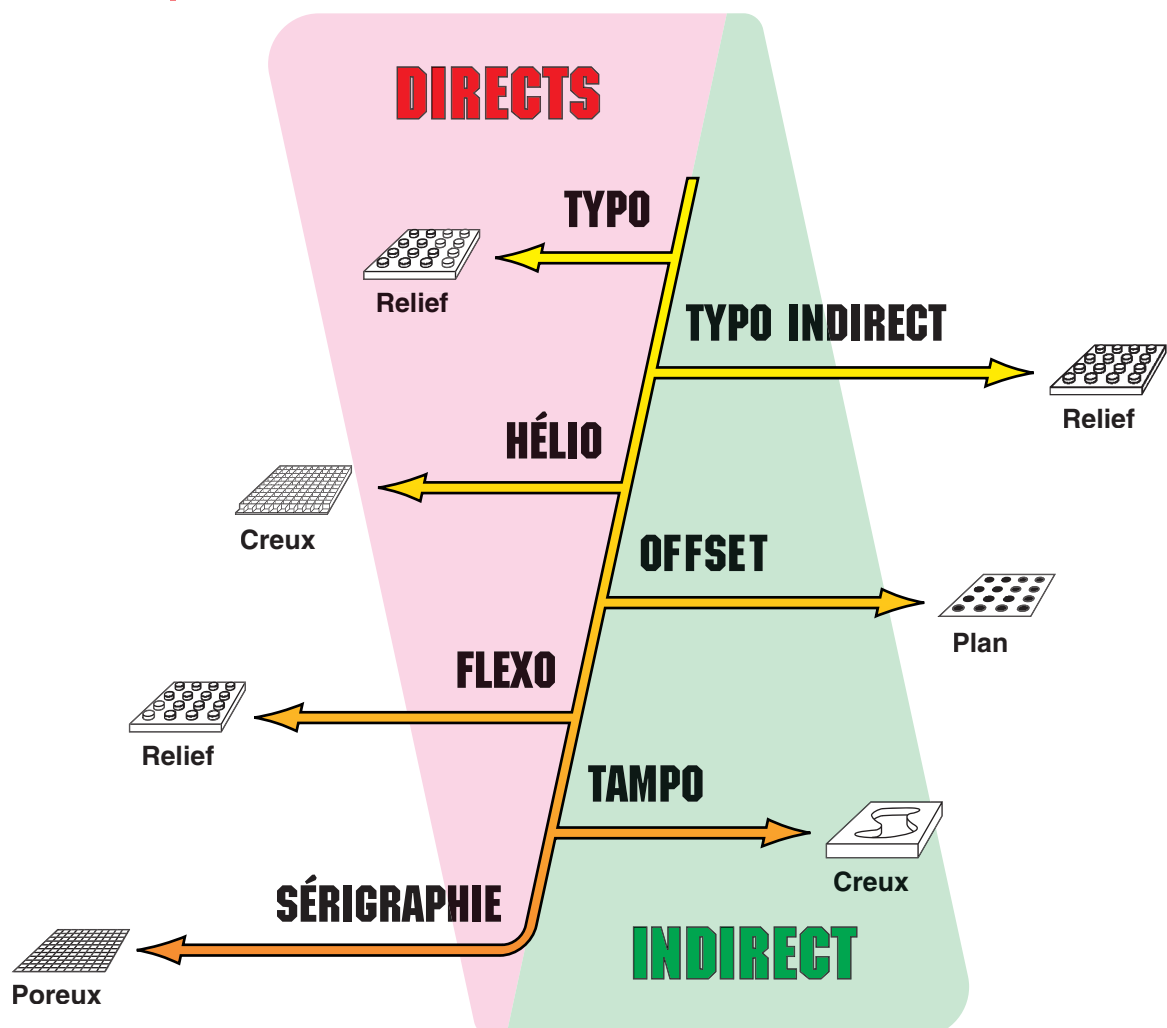 DIRECTS
TYPO
Relief
TYPO INDIRECT
Relief
HÉLIO
Creux
OFFSET
Plan
FLEXO
Relief
TAMPO
Creux
SÉRIGRAPHIE
Poreux
INDIRECT